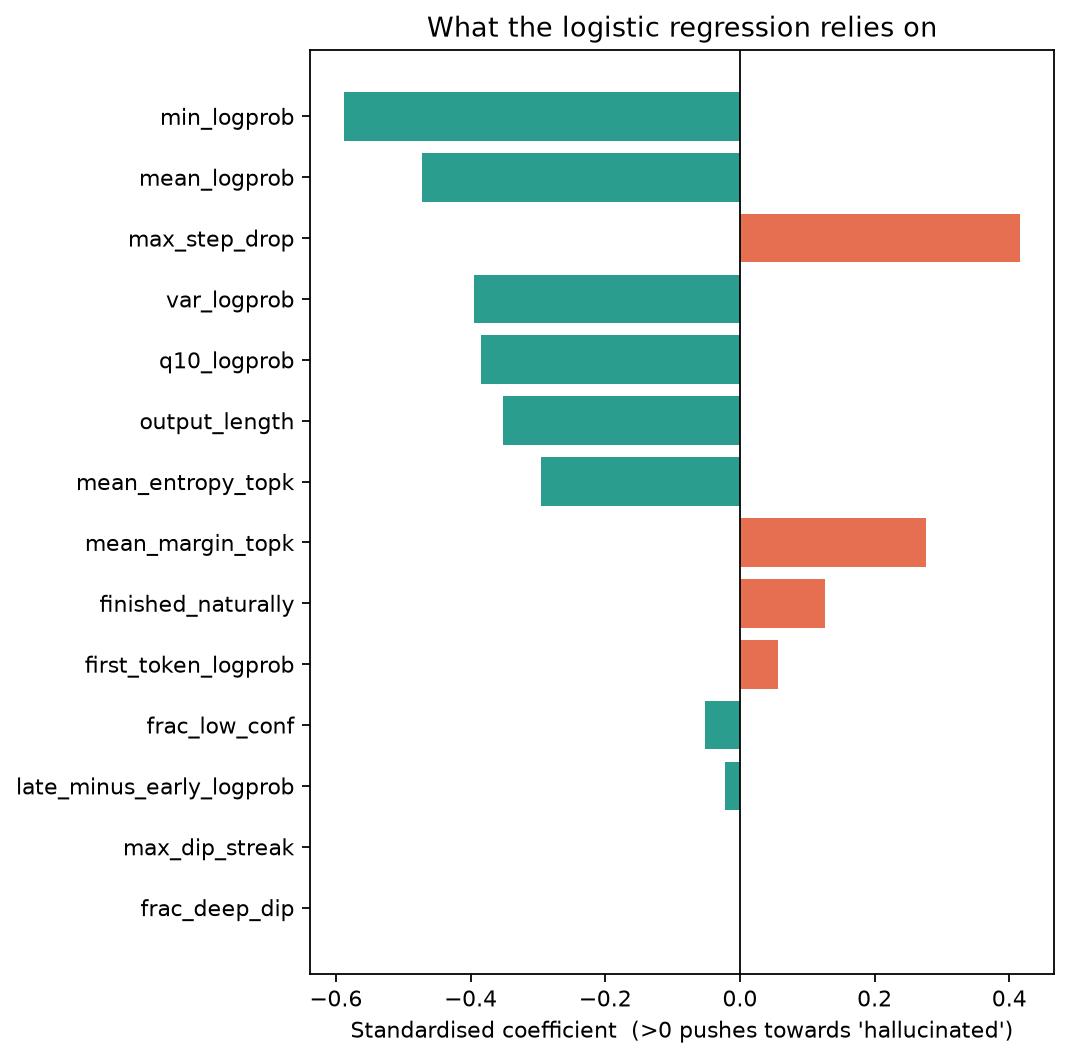 What the logistic regression relies on
min_logprob
mean_logprob
max_step_drop
var_logprob
q10_logprob
output_length
mean_entropy_topk
mean_margin_topk
finished_naturally
first_token_logprob
frac_low_conf
late_minus_early_logprob
max_dip_streak
frac_deep_dip
−0.6 −0.4 −0.2 0.0 0.2 0.4
Standardised coefficient (>0 pushes towards 'hallucinated')